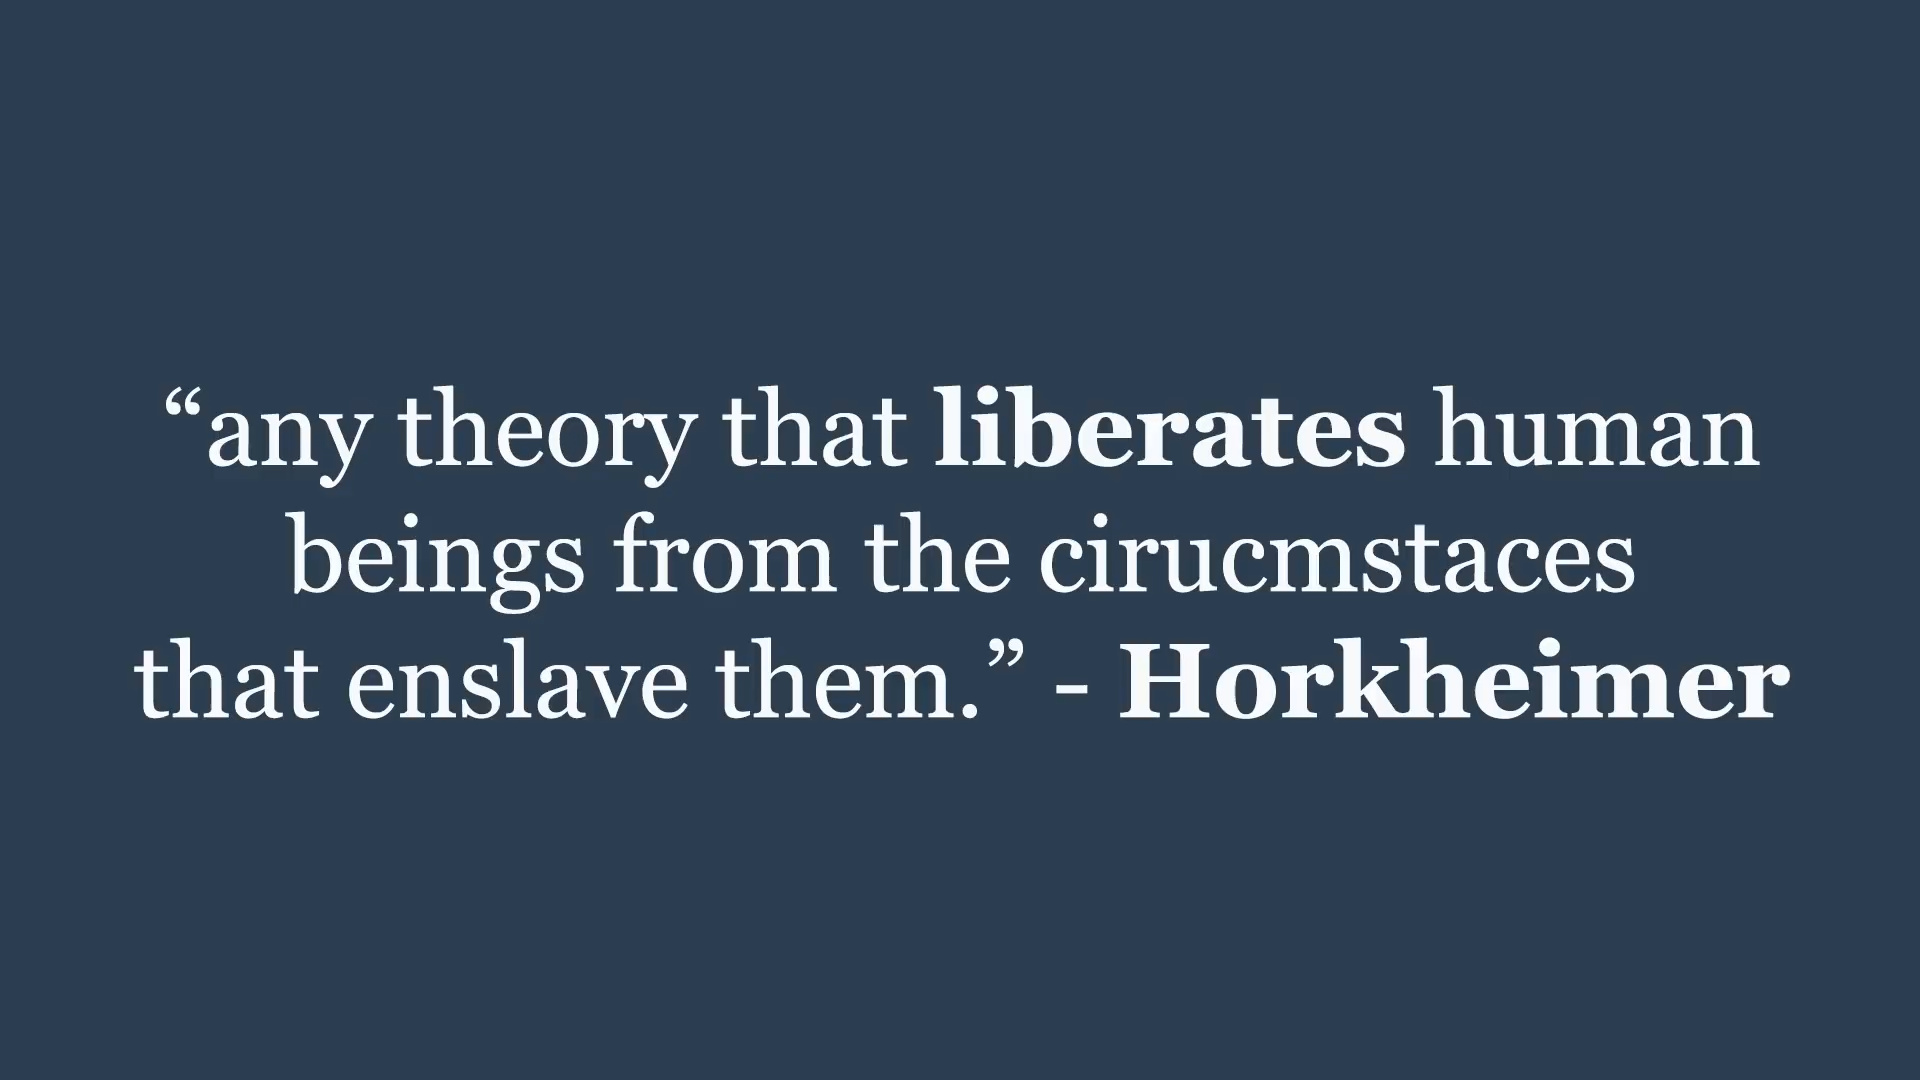 “any theory that liberates human
beings from the cirucmstaces
that enslave them.” - Horkheimer